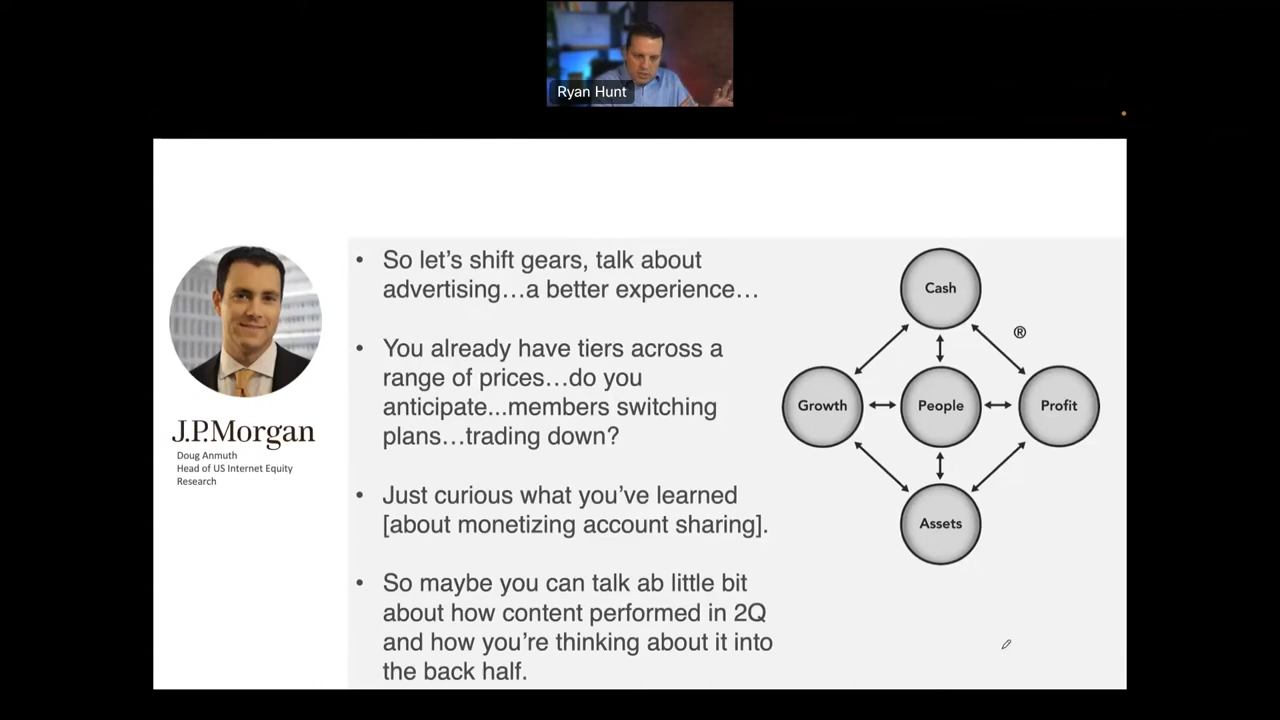 Ryan Hunt
• So let’s shift gears, talk about
advertising…a better experience…
• You already have tiers across a
range of prices…do you
anticipate...members switching
plans…trading down?
• Just curious what you’ve learned
[about monetizing account sharing].
• So maybe you can talk ab little bit
about how content performed in 2Q
and how you’re thinking about it into
the back half.
J.P.Morgan
Doug Anmuth
Head of US Internet Equity
Research
Cash
®
Growth
People
Profit
Assets